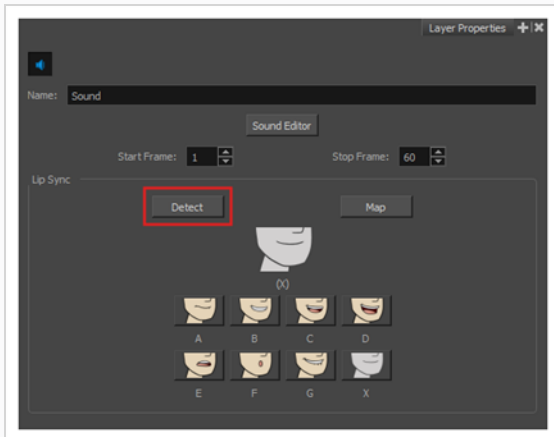 Layer Properties
Name: Sound
Sound Editor
Start Frame: 1 Stop Frame: 60
Lip Sync
Detect Map
(X)
A B C D
E F G X